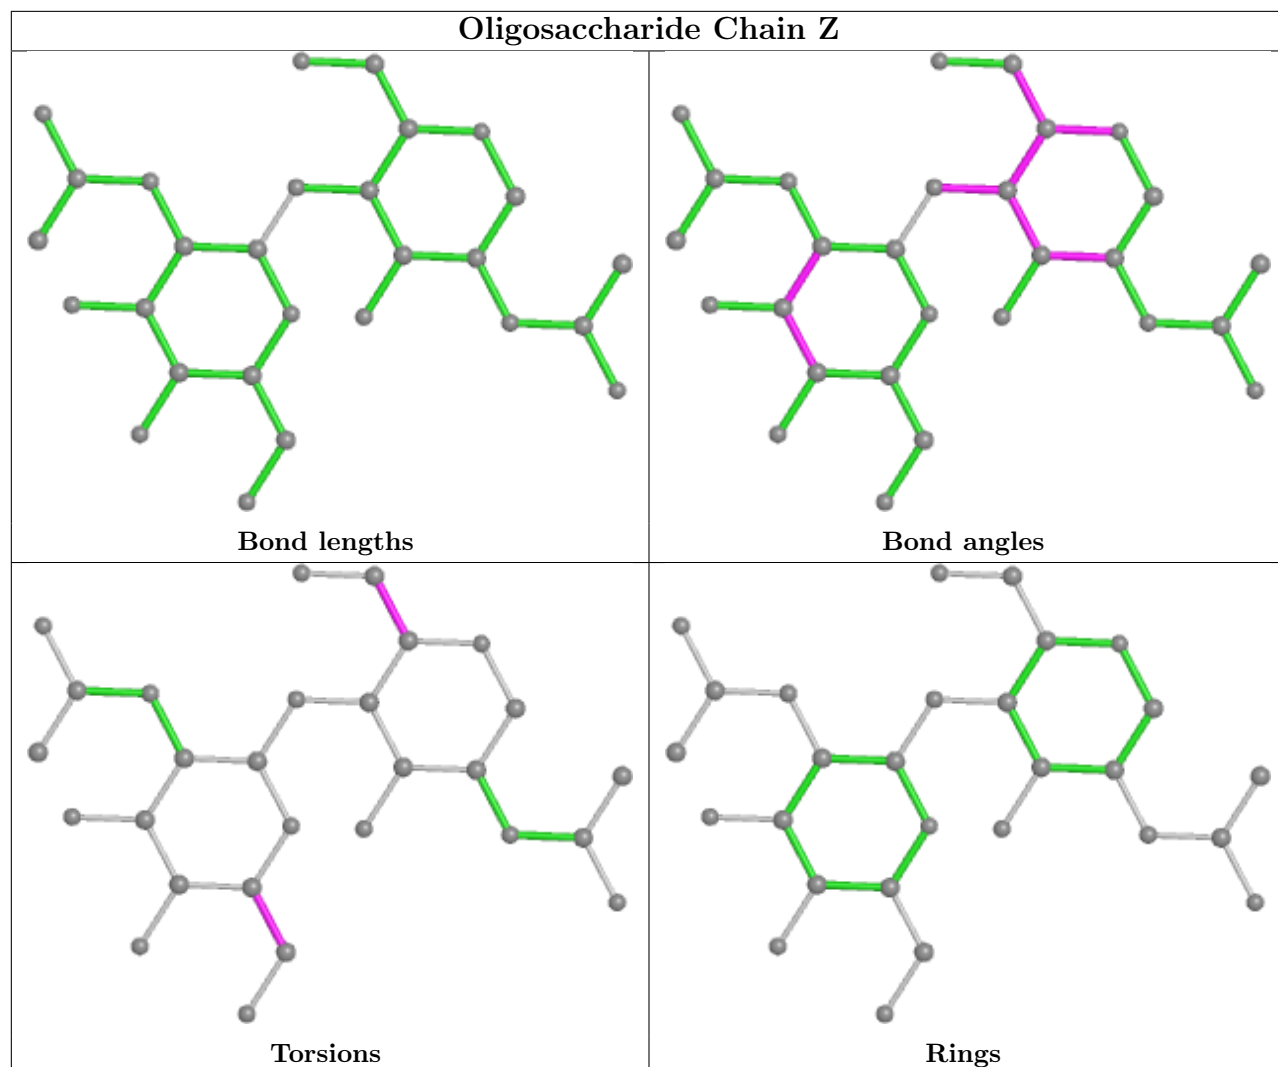 Oligosaccharide Chain Z
Bond lengths
Bond angles
Torsions
Rings